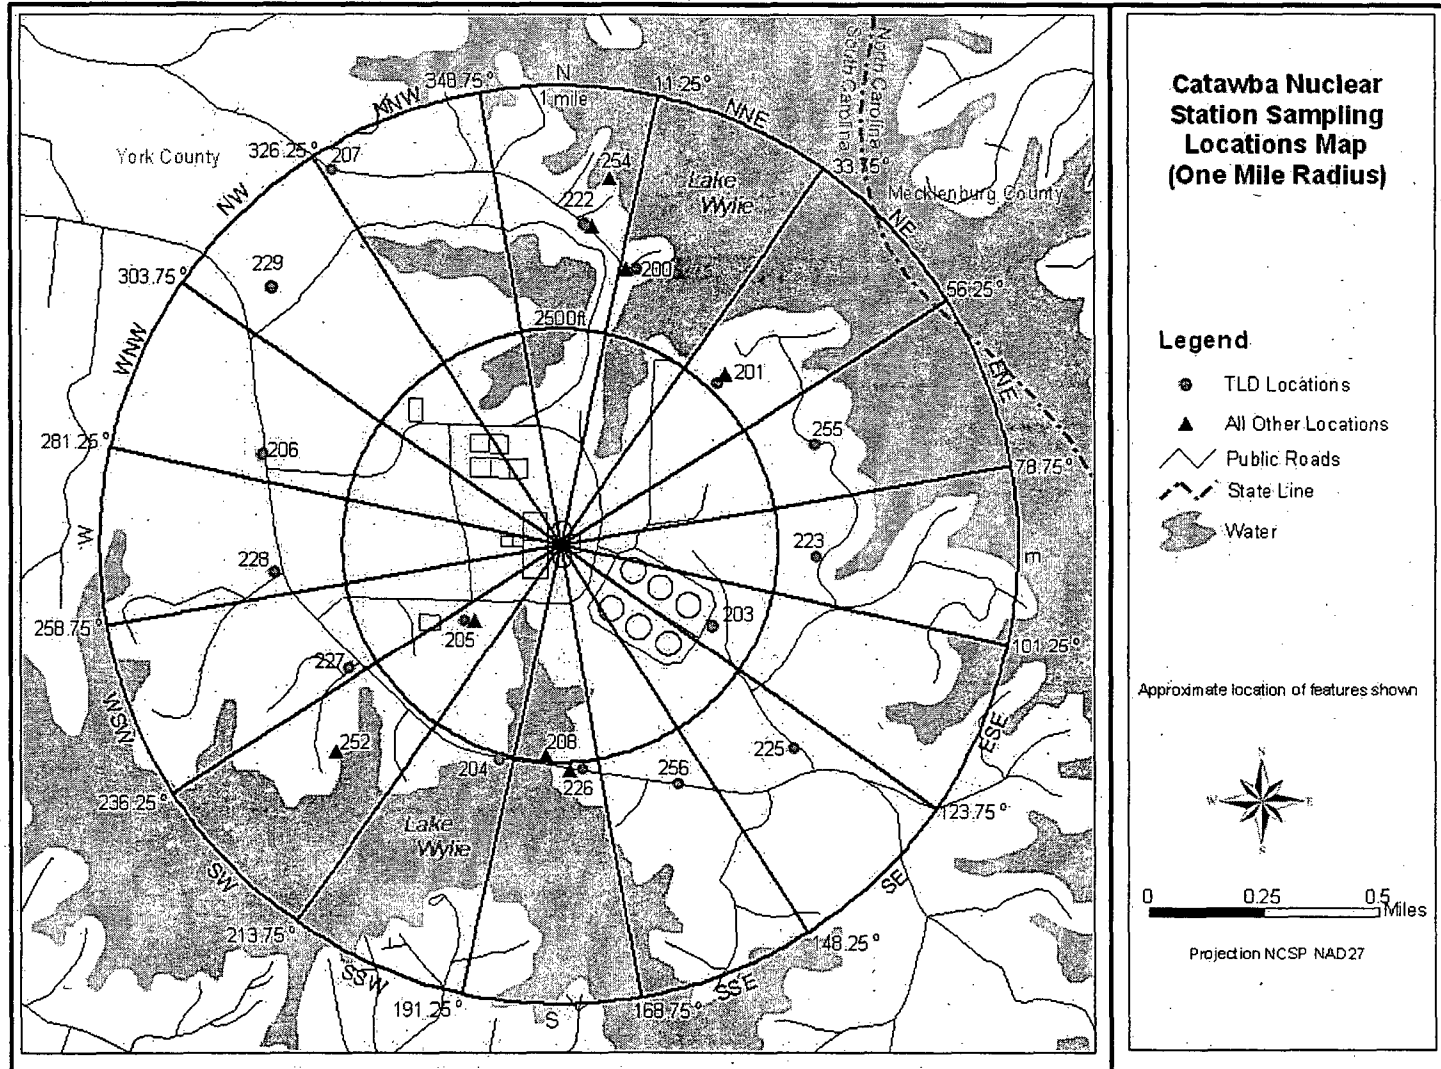 Catawba Nuclear
Station Sampling
Locations Map
(One Mile Radius)
Legend
TLD Locations
All Other Locations
Public Roads
State Line
Water
Approximate location of features shown
N
W
E
S
0
0.25
0.5
Miles
Projection NCSP NAD27
348.75°
N
1 mile
11.25°
NNW
NNE
North Carolina
South Carolina
York County
326.25°
207
254
33.75
Lake
Wylie
Mecklenburg County
NW
222
NE
229
303.75°
200
56.25°
2500ft
WNW
201
ENE
281.25°
206
255
78.75°
W
228
223
E
258.75°
205
203
101.25°
227
WSW
252
208
204
226
256
225
ESE
236.25°
123.75°
Lake
Wylie
SW
SE
213.75°
148.25°
SSW
191.25°
S
168.75°
SSE